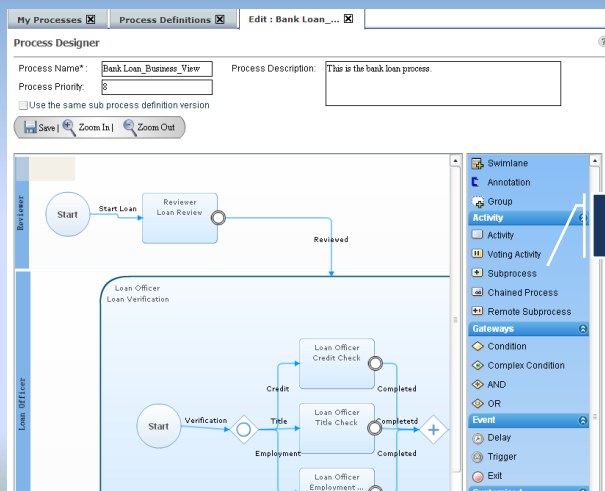 My Processes
Process Definitions
Edit : Bank Loan_...
Process Designer
Process Name*:
Bank Loan_Business_View
Process Description:
This is the bank loan process.
Process Priority:
8
Use the same sub process definition version
Save |
Zoom In |
Zoom Out
Reviewer
Start
Start Loan
Reviewer
Loan Review
Reviewed
Loan Officer
Loan Officer
Loan Verification
Start
Verification
Credit
Title
Employment
Loan Officer
Credit Check
Completed
Loan Officer
Title Check
Completetd
Completed
Loan Officer
Employment ...
Swimlane
Annotation
Group
Activity
Activity
Voting Activity
Subprocess
Chained Process
Remote Subprocess
Gateways
Condition
Complex Condition
AND
OR
Event
Delay
Trigger
Exit